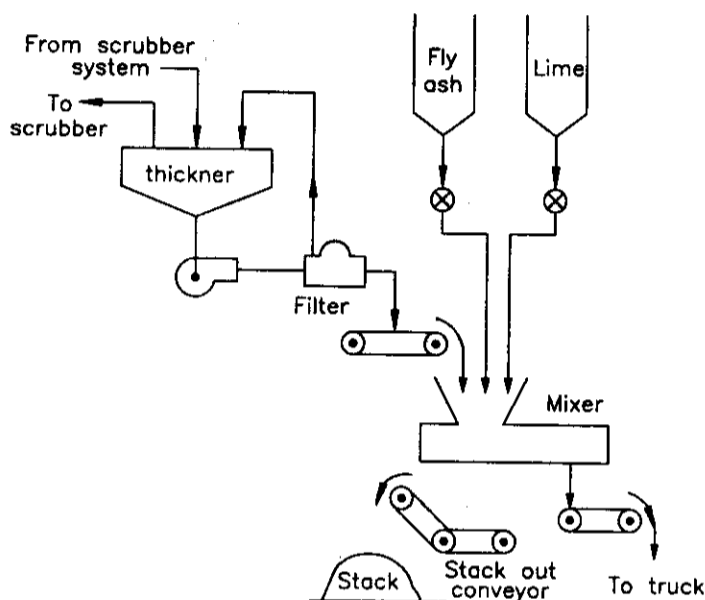 From scrubber
system
To
scrubber
thickner
Fly
ash
Lime
Filter
Mixer
Stack
Stack out
conveyor
To truck